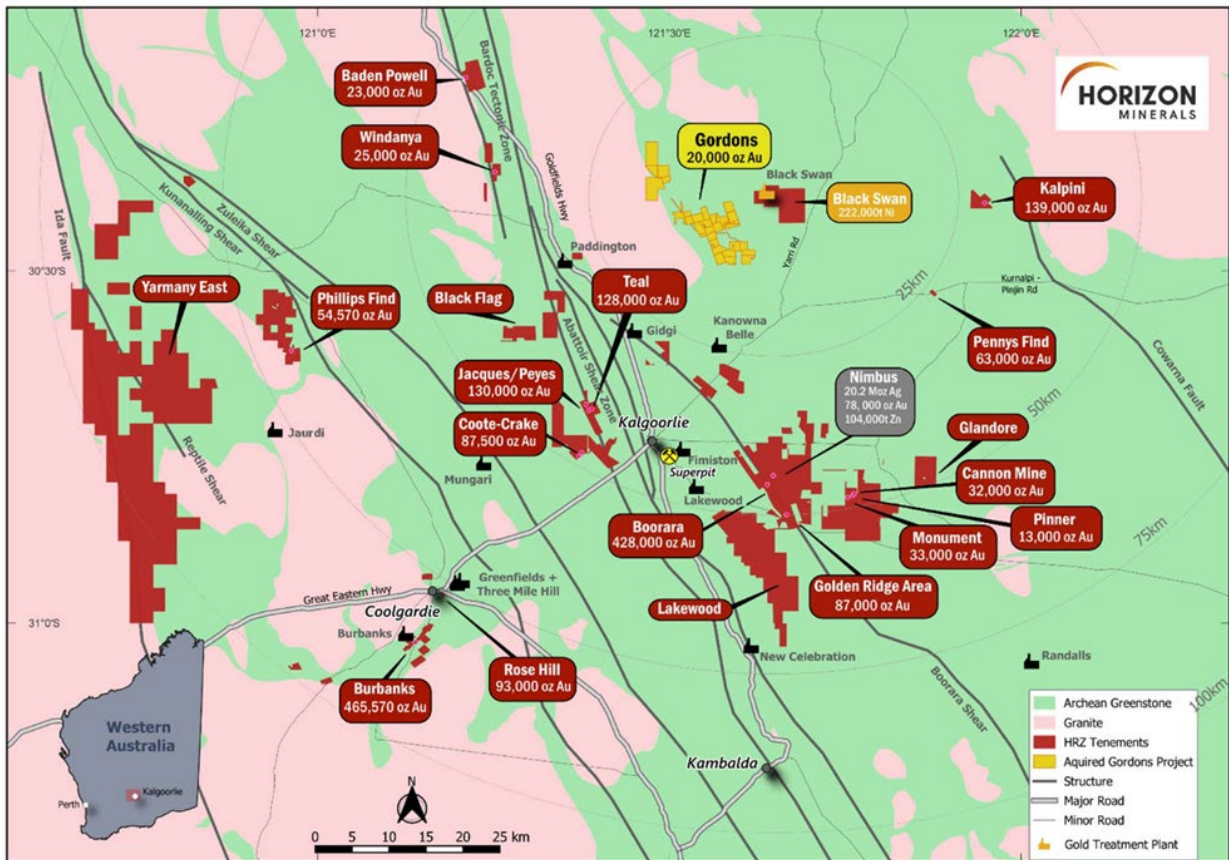 121°0'E
121°30'E
122°0'E
HORIZON
MINERALS
Baden Powell
23,000 oz Au
Bardoc Tectonic Zone
Windanya
25,000 oz Au
Goldfields Hwy
Gordons
20,000 oz Au
Black Swan
Black Swan
222,000t Ni
Kalpini
139,000 oz Au
Ida Fault
Kunanalling Shear
Zuleika Shear
Paddington
Yarri Rd
30°30'S
Yarmany East
Phillips Find
54,570 oz Au
Black Flag
Teal
128,000 oz Au
25km
Kurnalpi -
Pinjin Rd
Abattoir Shear Zone
Gidgi
Kanowna
Belle
Pennys Find
63,000 oz Au
Cowarna Fault
Jacques/Peyes
130,000 oz Au
Nimbus
20.2 Moz Ag
78, 000 oz Au
104,000t Zn
50km
Coote-Crake
87,500 oz Au
Kalgoorlie
Glandore
Jaurdi
Reptile Shear
Mungari
Fimiston
Superpit
Lakewood
Cannon Mine
32,000 oz Au
Boorara
428,000 oz Au
Pinner
13,000 oz Au
Monument
33,000 oz Au
75km
Greenfields +
Three Mile Hill
Golden Ridge Area
87,000 oz Au
Great Eastern Hwy
Coolgardie
Lakewood
31°0'S
Burbanks
New Celebration
Randalls
Rose Hill
93,000 oz Au
Burbanks
465,570 oz Au
Boorara Shear
100km
Western
Australia
Kambalda
Perth
Kalgoorlie
N
0 5 10 15 20 25 km
Archean Greenstone
Granite
HRZ Tenements
Aquired Gordons Project
Structure
Major Road
Minor Road
Gold Treatment Plant